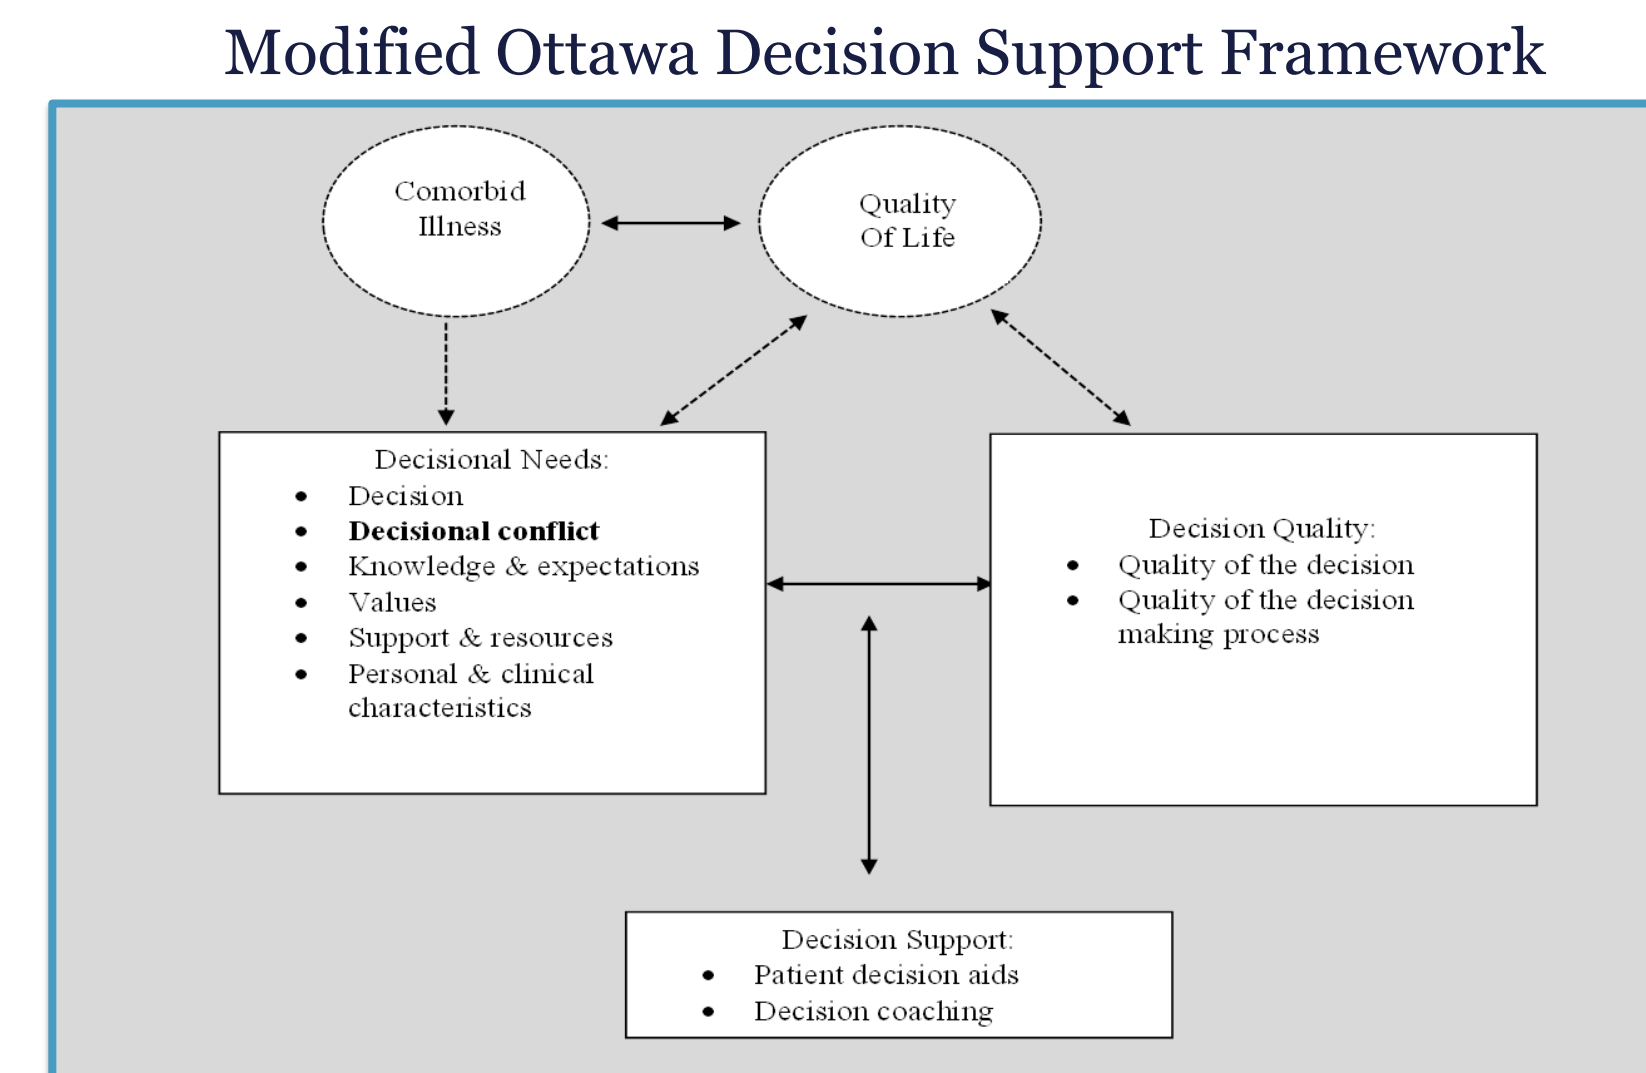 Modified Ottawa Decision Support Framework
Comorbid
Illness
Quality
Of Life
Decisional Needs:
• Decision
• Decisional conflict
• Knowledge & expectations
• Values
• Support & resources
• Personal & clinical
characteristics
Decision Quality:
• Quality of the decision
• Quality of the decision
making process
Decision Support:
• Patient decision aids
• Decision coaching